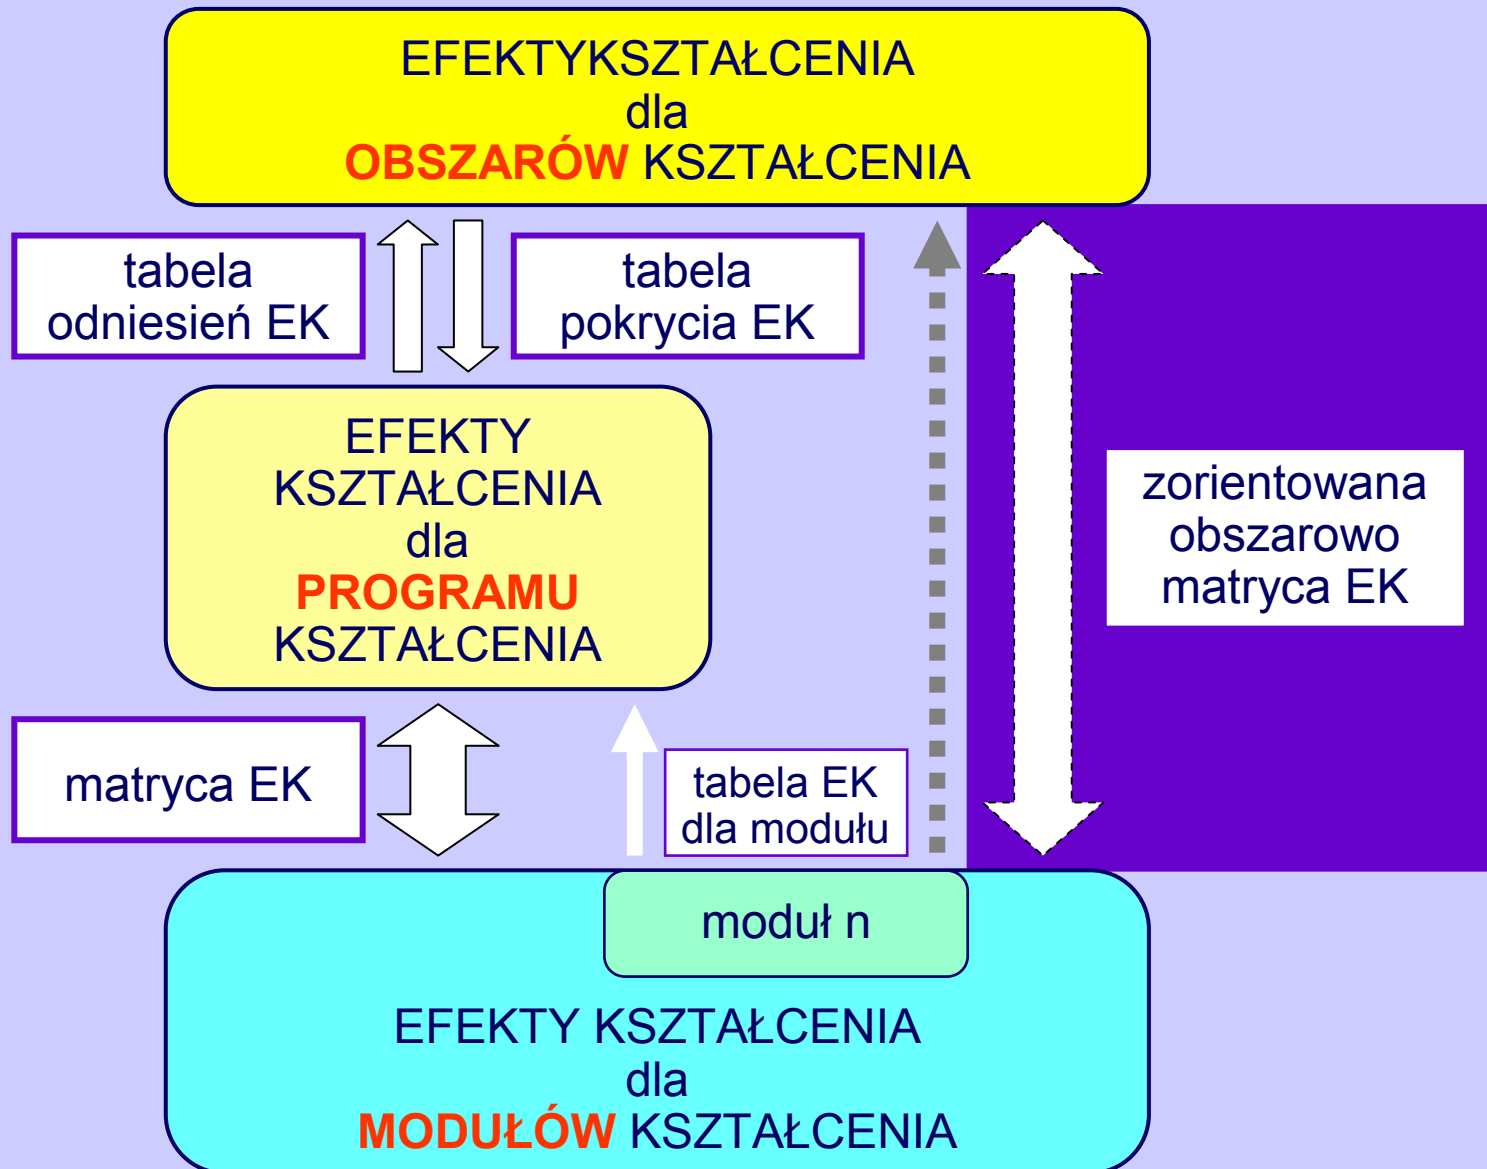 EFEKTYKSZTAŁCENIA
dla
OBSZARÓW KSZTAŁCENIA
tabela
odniesień EK
tabela
pokrycia EK
EFEKTY
KSZTAŁCENIA
dla
PROGRAMU
KSZTAŁCENIA
zorientowana
obszarowo
matryca EK
matryca EK
tabela EK
dla modułu
moduł n
EFEKTY KSZTAŁCENIA
dla
MODUŁÓW KSZTAŁCENIA